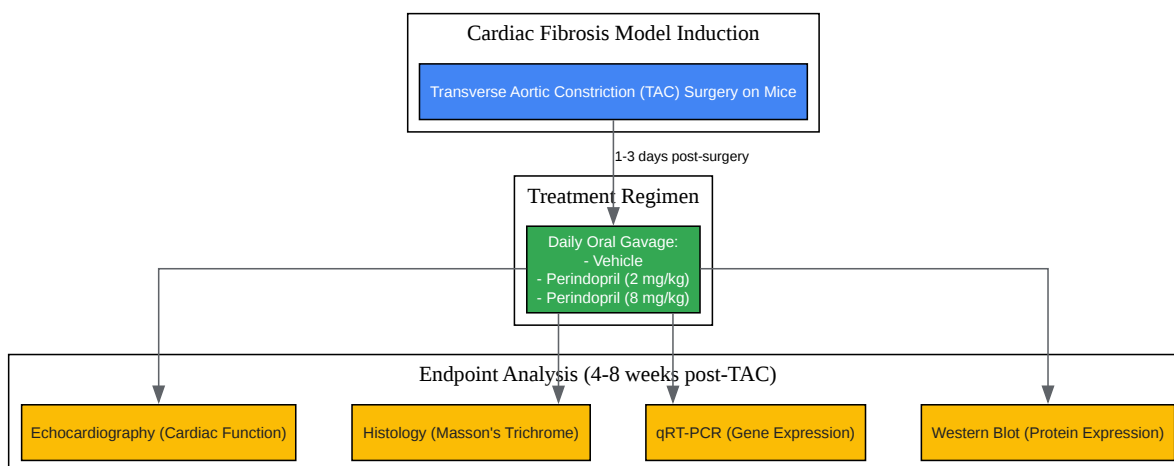 Cardiac Fibrosis Model Induction
Transverse Aortic Constriction (TAC) Surgery on Mice
1-3 days post-surgery
Treatment Regimen
Daily Oral Gavage:
- Vehicle
- Perindopril (2 mg/kg)
- Perindopril (8 mg/kg)
Endpoint Analysis (4-8 weeks post-TAC)
Echocardiography (Cardiac Function)
Histology (Masson's Trichrome)
qRT-PCR (Gene Expression)
Western Blot (Protein Expression)